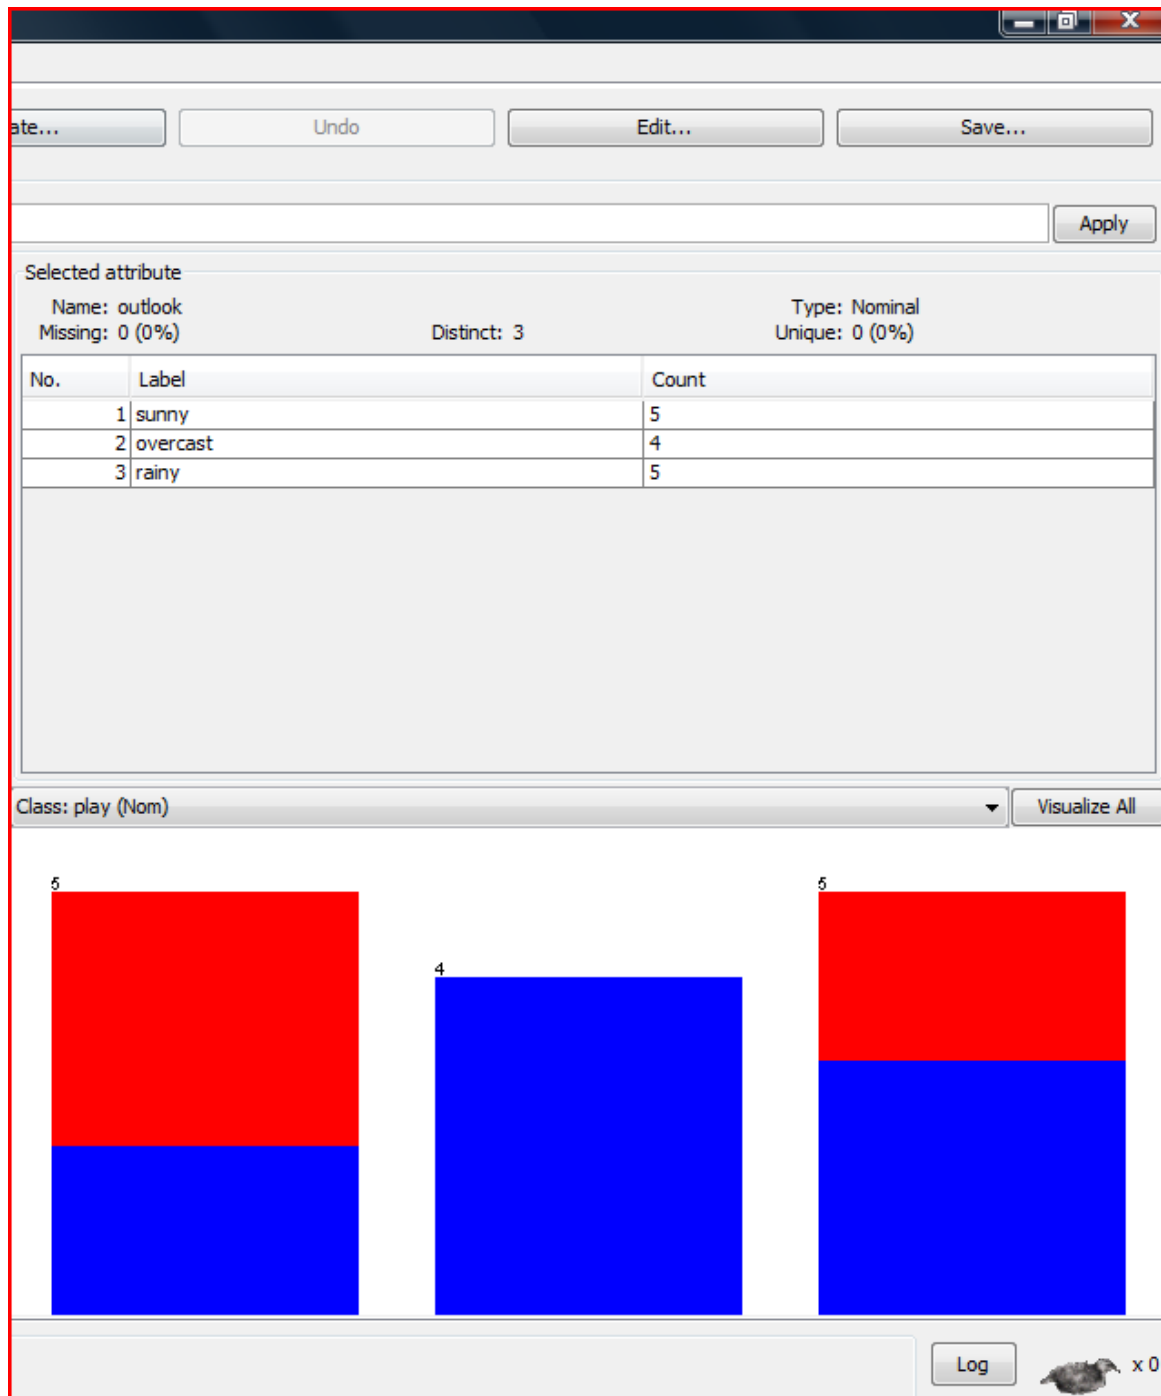 ate... Undo Edit... Save...
Apply
Selected attribute
Name: outlook Type: Nominal
Missing: 0 (0%) Distinct: 3 Unique: 0 (0%)
No. Label Count
1 sunny 5
2 overcast 4
3 rainy 5
Class: play (Nom) Visualize All
5 4 5
Log x 0